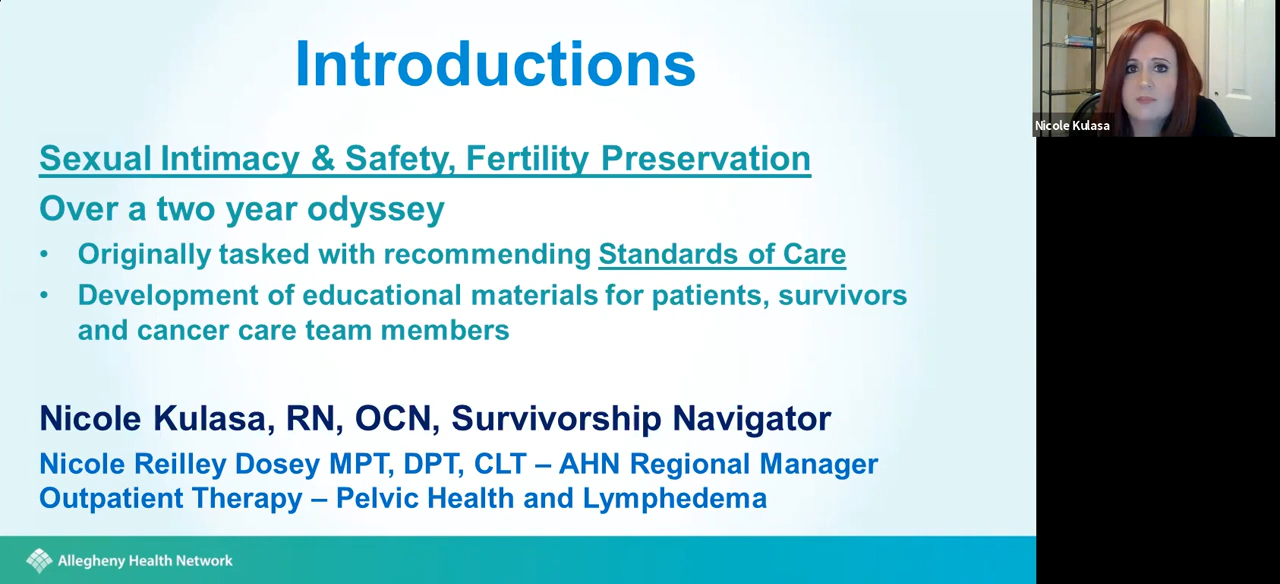 Introductions
Sexual Intimacy & Safety, Fertility Preservation
Over a two year odyssey
• Originally tasked with recommending Standards of Care
• Development of educational materials for patients, survivors
and cancer care team members
Nicole Kulasa, RN, OCN, Survivorship Navigator
Nicole Reilley Dosey MPT, DPT, CLT – AHN Regional Manager
Outpatient Therapy – Pelvic Health and Lymphedema
Allegheny Health Network
Nicole Kulasa